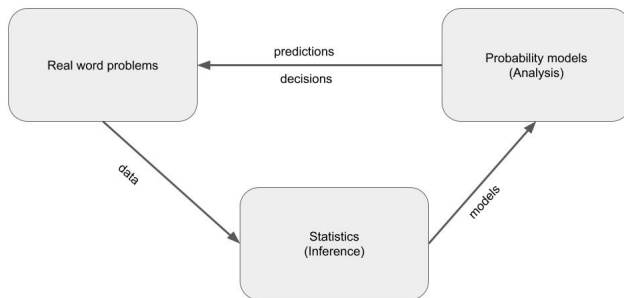 Real word problems
predictions
decisions
Probability models
(Analysis)
data
models
Statistics
(Inference)